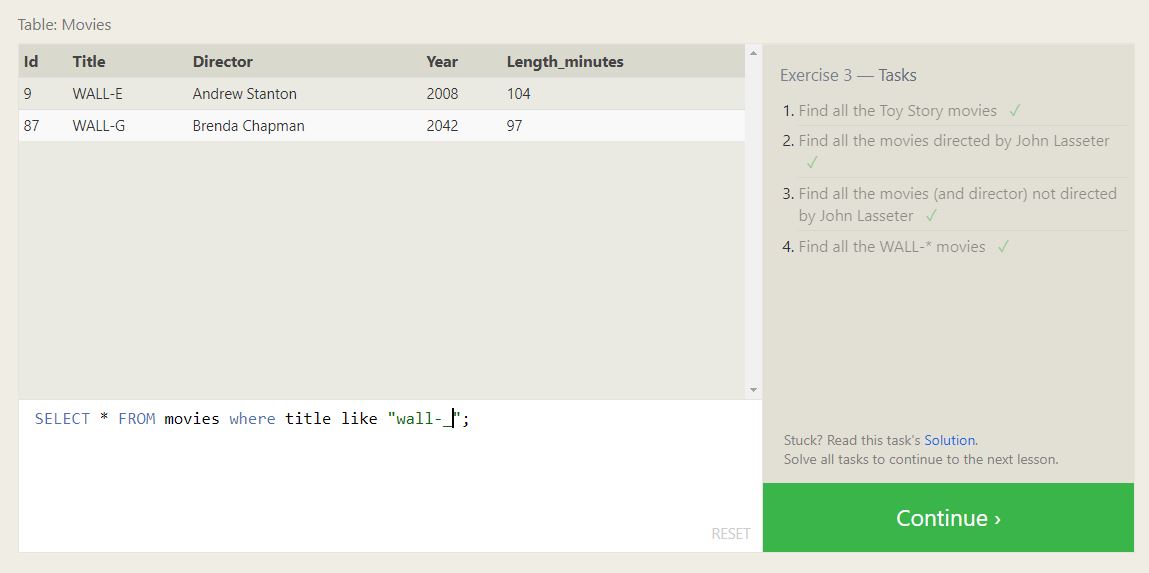 Table: Movies
Id Title Director Year Length_minutes
9 WALL-E Andrew Stanton 2008 104
87 WALL-G Brenda Chapman 2042 97
SELECT * FROM movies where title like "wall-_";
RESET
Exercise 3 — Tasks
1. Find all the Toy Story movies ✓
2. Find all the movies directed by John Lasseter
✓
3. Find all the movies (and director) not directed
by John Lasseter ✓
4. Find all the WALL-* movies ✓
Stuck? Read this task's Solution.
Solve all tasks to continue to the next lesson.
Continue ›